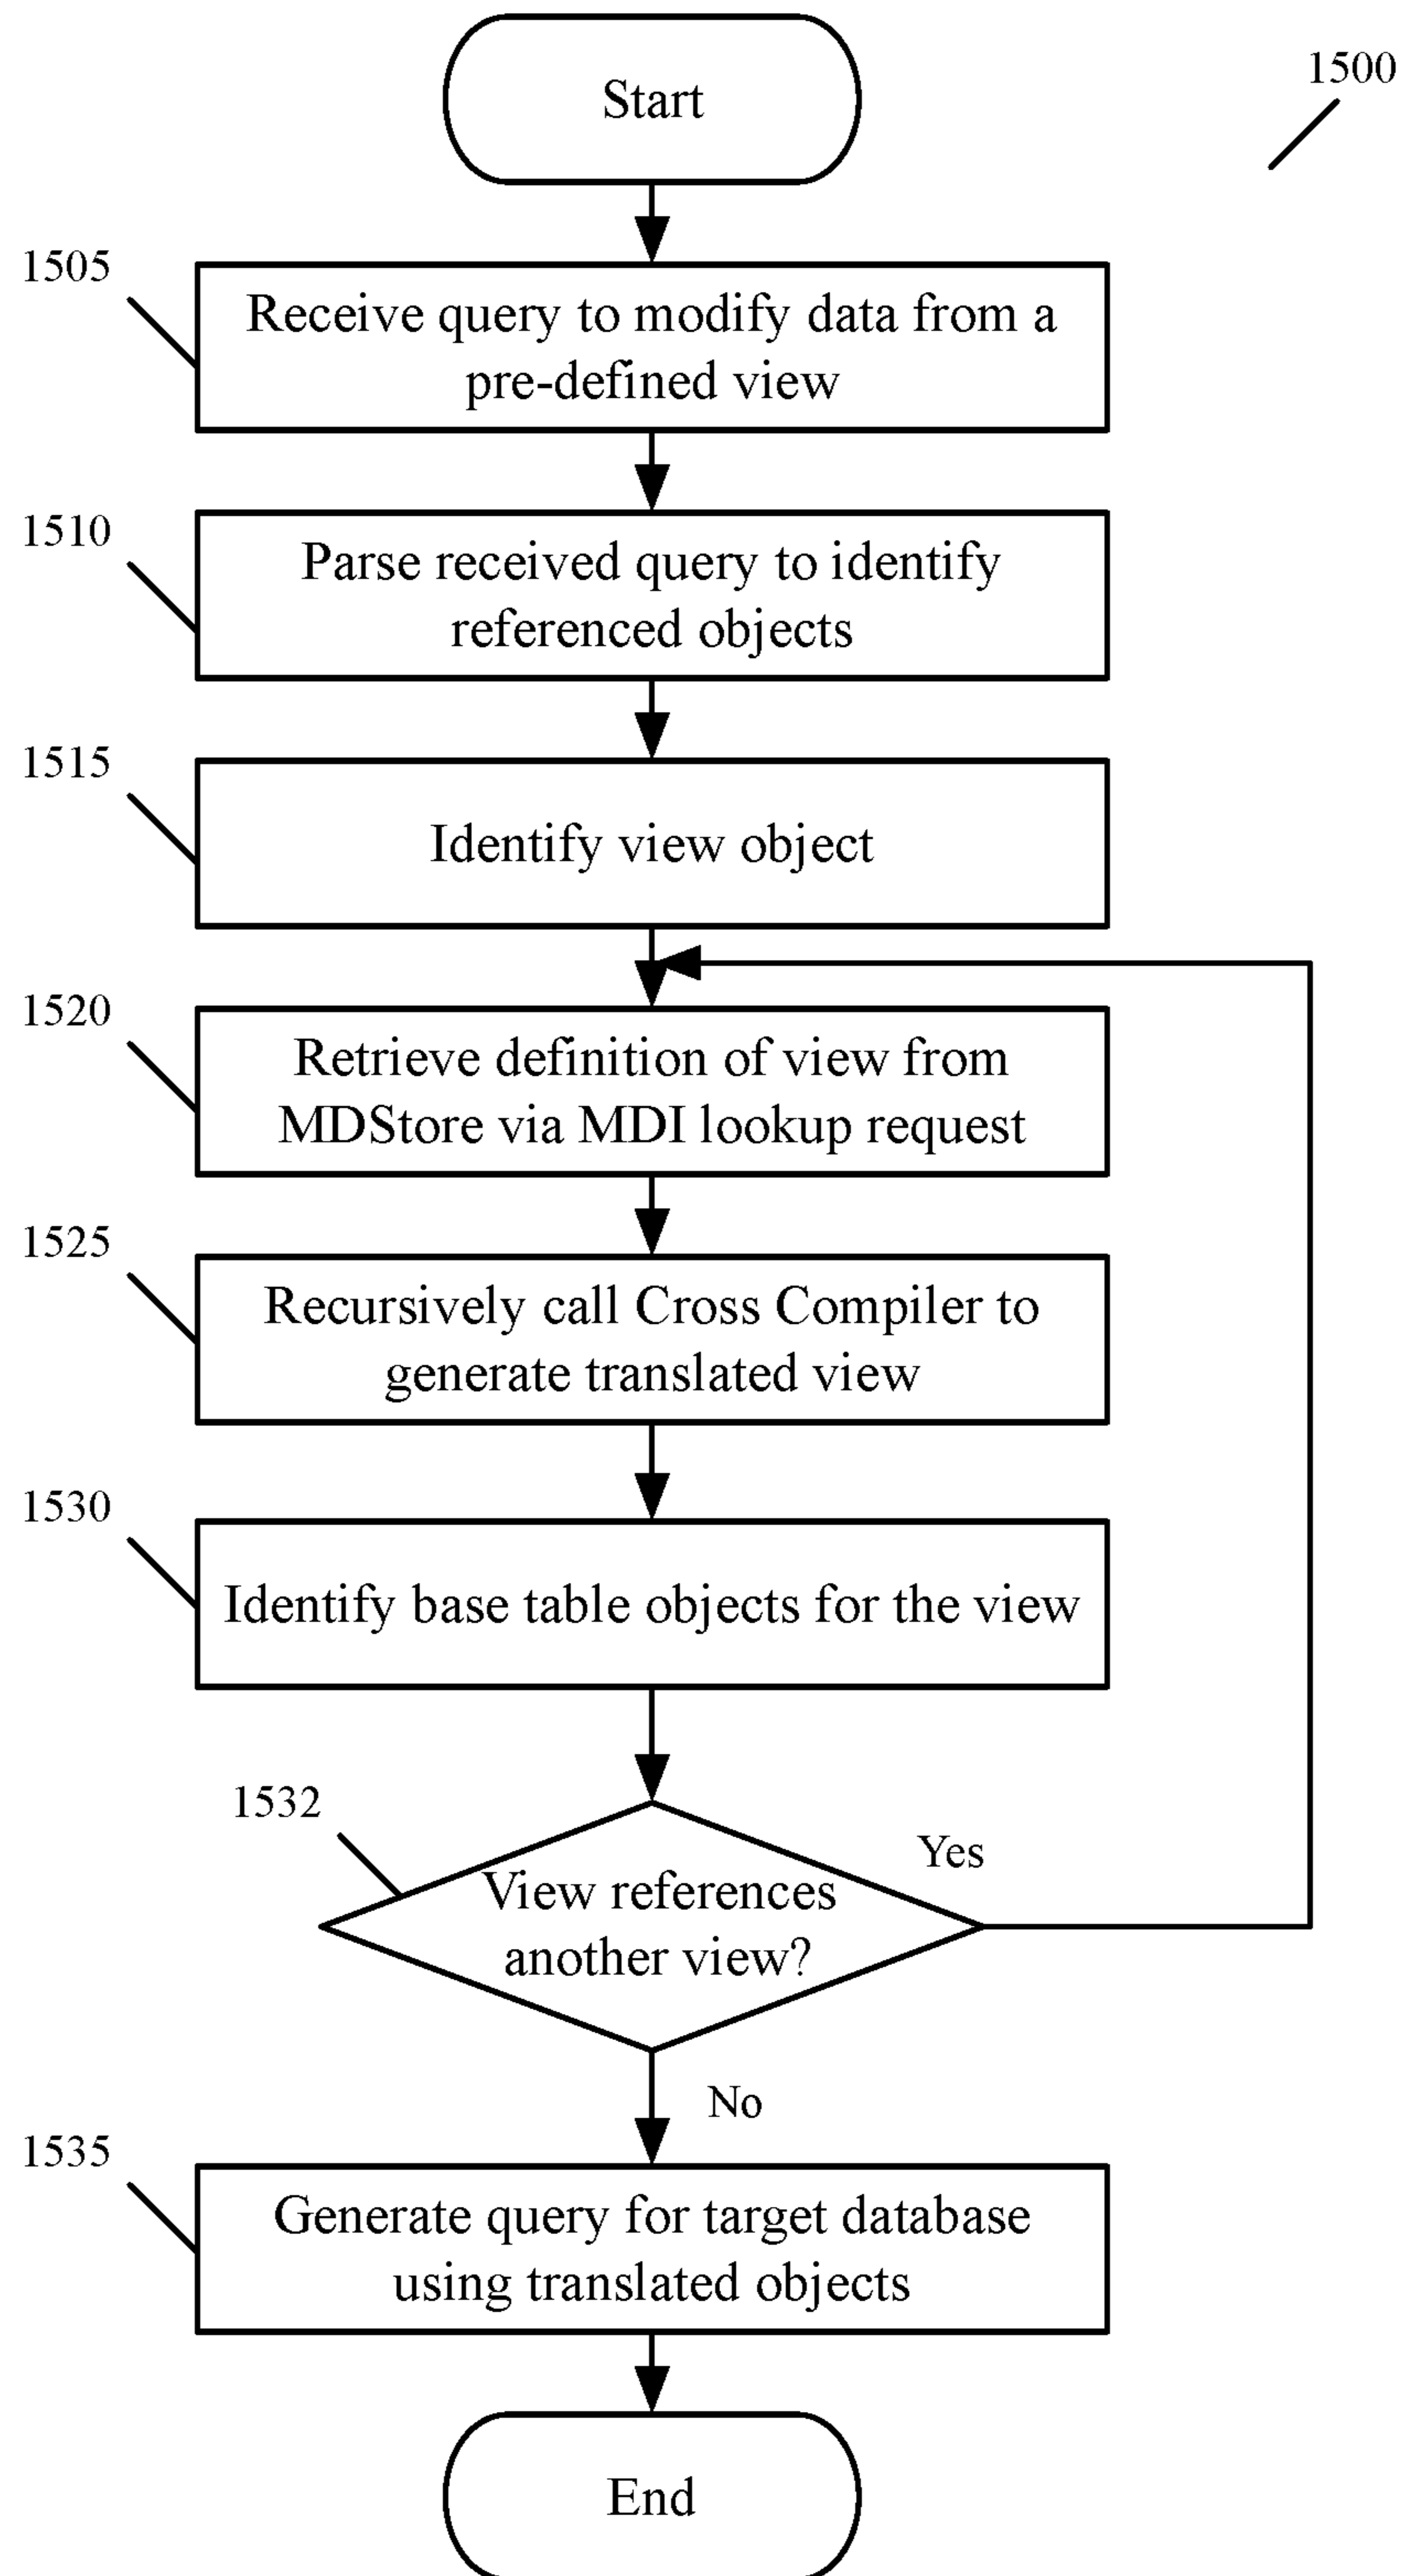 Start
1500
1505
Receive query to modify data from a
pre-defined view
1510
Parse received query to identify
referenced objects
1515
Identify view object
1520
Retrieve definition of view from
MDStore via MDI lookup request
1525
Recursively call Cross Compiler to
generate translated view
1530
Identify base table objects for the view
1532
Yes
View references
another view?
No
1535
Generate query for target database
using translated objects
End